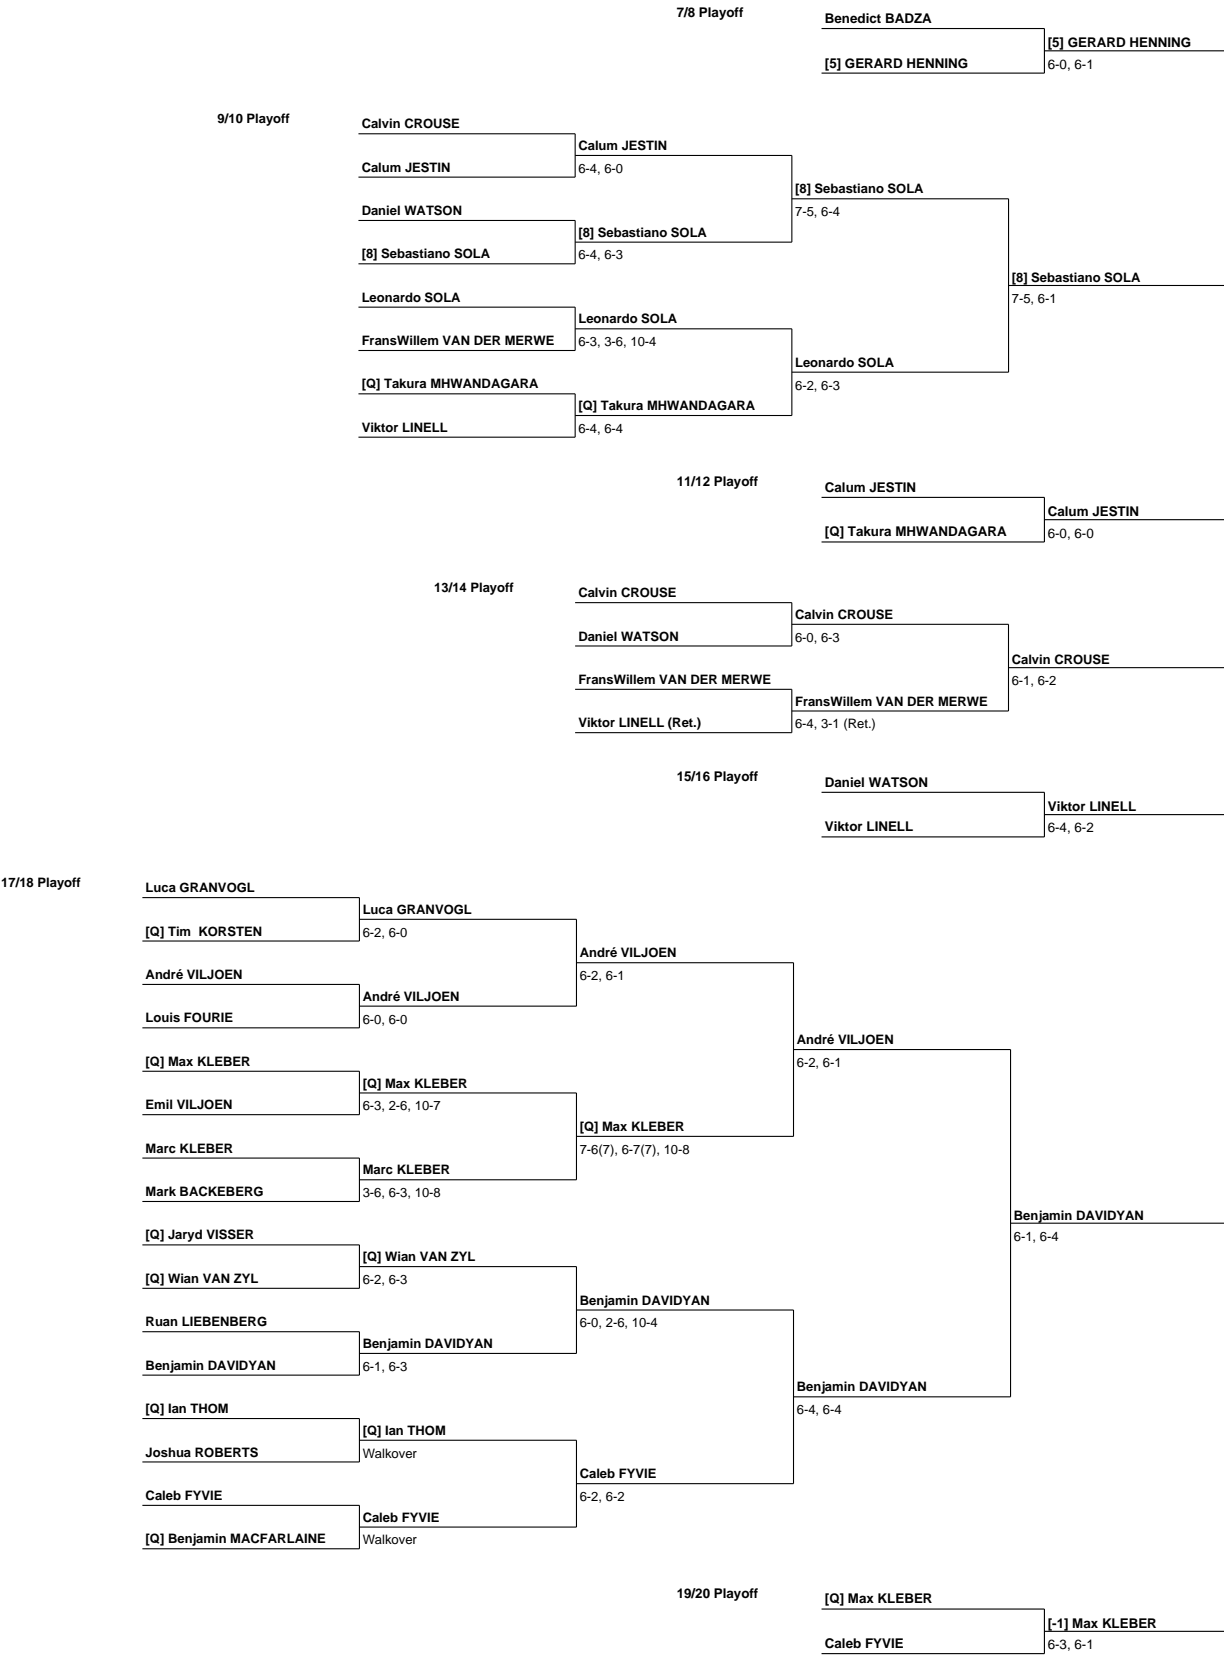 7/8 Playoff
Benedict BADZA
[5] GERARD HENNING
[5] GERARD HENNING
6-0, 6-1
9/10 Playoff
Calvin CROUSE
Calum JESTIN
Calum JESTIN
6-4, 6-0
[8] Sebastiano SOLA
Daniel WATSON
7-5, 6-4
[8] Sebastiano SOLA
[8] Sebastiano SOLA
6-4, 6-3
[8] Sebastiano SOLA
Leonardo SOLA
7-5, 6-1
Leonardo SOLA
FransWillem VAN DER MERWE
6-3, 3-6, 10-4
Leonardo SOLA
[Q] Takura MHWANDAGARA
6-2, 6-3
[Q] Takura MHWANDAGARA
Viktor LINELL
6-4, 6-4
11/12 Playoff
Calum JESTIN
Calum JESTIN
[Q] Takura MHWANDAGARA
6-0, 6-0
13/14 Playoff
Calvin CROUSE
Calvin CROUSE
Daniel WATSON
6-0, 6-3
Calvin CROUSE
FransWillem VAN DER MERWE
6-1, 6-2
FransWillem VAN DER MERWE
Viktor LINELL (Ret.)
6-4, 3-1 (Ret.)
15/16 Playoff
Daniel WATSON
Viktor LINELL
Viktor LINELL
6-4, 6-2
17/18 Playoff
Luca GRANVOGL
Luca GRANVOGL
[Q] Tim  KORSTEN
6-2, 6-0
André VILJOEN
André VILJOEN
6-2, 6-1
André VILJOEN
Louis FOURIE
6-0, 6-0
André VILJOEN
[Q] Max KLEBER
6-2, 6-1
[Q] Max KLEBER
Emil VILJOEN
6-3, 2-6, 10-7
[Q] Max KLEBER
Marc KLEBER
7-6(7), 6-7(7), 10-8
Marc KLEBER
Mark BACKEBERG
3-6, 6-3, 10-8
Benjamin DAVIDYAN
[Q] Jaryd VISSER
6-1, 6-4
[Q] Wian VAN ZYL
[Q] Wian VAN ZYL
6-2, 6-3
Benjamin DAVIDYAN
Ruan LIEBENBERG
6-0, 2-6, 10-4
Benjamin DAVIDYAN
Benjamin DAVIDYAN
6-1, 6-3
Benjamin DAVIDYAN
[Q] Ian THOM
6-4, 6-4
[Q] Ian THOM
Joshua ROBERTS
Walkover
Caleb FYVIE
Caleb FYVIE
6-2, 6-2
Caleb FYVIE
[Q] Benjamin MACFARLAINE
Walkover
19/20 Playoff
[Q] Max KLEBER
[-1] Max KLEBER
Caleb FYVIE
6-3, 6-1